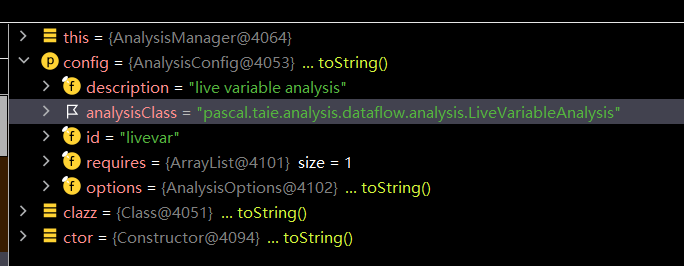 this = {AnalysisManager@4064}
config = {AnalysisConfig@4053} ... toString()
description = "live variable analysis"
analysisClass = "pascal.taie.analysis.dataflow.analysis.LiveVariableAnalysis"
id = "livevar"
requires = {ArrayList@4101} size = 1
options = {AnalysisOptions@4102} ... toString()
clazz = {Class@4051} ... toString()
ctor = {Constructor@4094} ... toString()